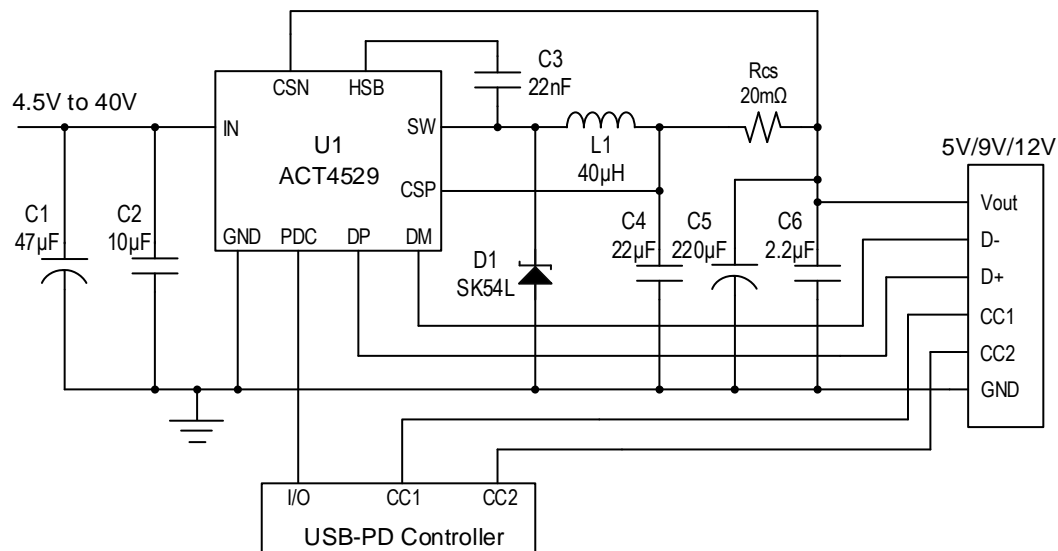 CSN
HSB
C3
22nF
Rcs
20mΩ
4.5V to 40V
IN
SW
U1
ACT4529
L1
40µH
5V/9V/12V
CSP
Vout
C1
47µF
C2
10µF
GND
PDC
DP
DM
D1
SK54L
C4
22µF
C5
220µF
C6
2.2µF
D-
D+
CC1
CC2
GND
I/O
CC1
CC2
USB-PD Controller